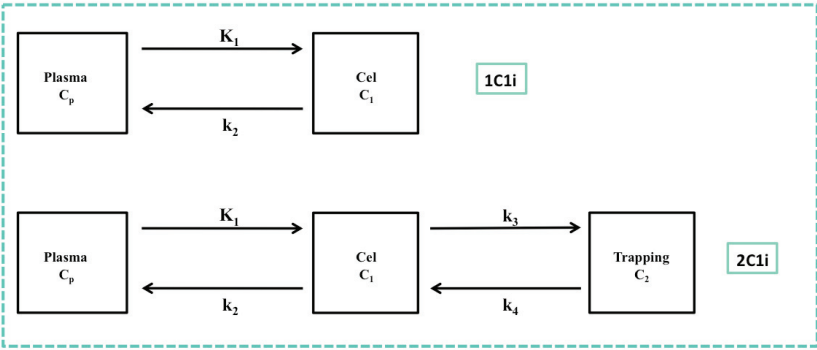 K₁
Plasma
Cₚ
Cel
C₁
1C1i
k₂
K₁
k₃
Plasma
Cₚ
Cel
C₁
Trapping
C₂
2C1i
k₂
k₄